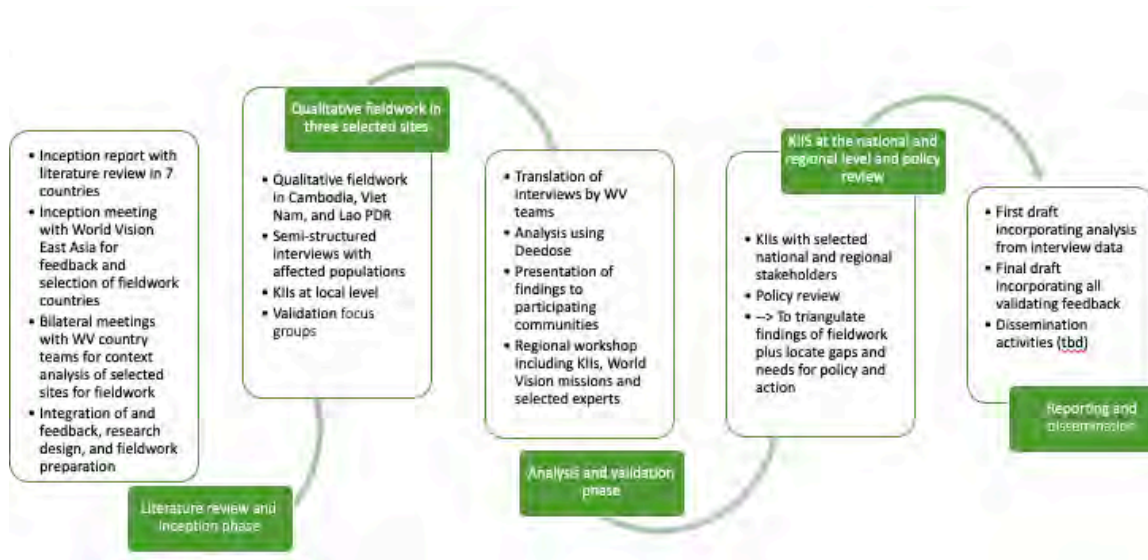 • Inception report with
literature review in 7
countries
• Inception meeting
with World Vision
East Asia for
feedback and
selection of fieldwork
countries
• Bilateral meetings
with WV country
teams for context
analysis of selected
sites for fieldwork
• Integration of and
feedback, research
design, and fieldwork
preparation
Literature review and
inception phase
Qualitative fieldwork in
three selected sites
• Qualitative fieldwork
in Cambodia, Viet
Nam, and Lao PDR
• Semi-structured
interviews with
affected populations
• KIIs at local level
• Validation focus
groups
• Translation of
interviews by WV
teams
• Analysis using
Deedose
• Presentation of
findings to
participating
communities
• Regional workshop
including KIIs, World
Vision missions and
selected experts
Analysis and validation
phase
KIIS at the national and
regional level and policy
review
• KIIs with selected
national and regional
stakeholders
• Policy review
• --> To triangulate
findings of fieldwork
plus locate gaps and
needs for policy and
action
• First draft
incorporating analysis
from interview data
• Final draft
incorporating all
validating feedback
• Dissemination
activities (tbd)
Reporting and
dissemination